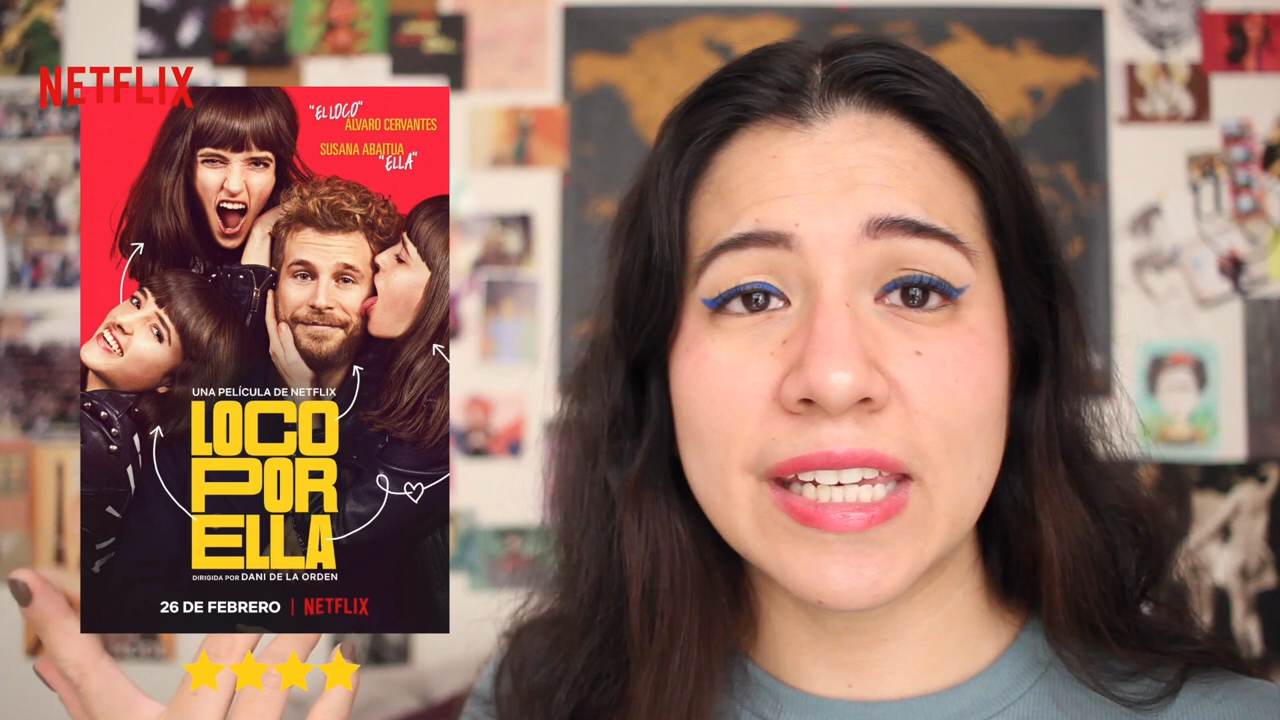 NETFLIX
"EL LOCO"
ÁLVARO CERVANTES
SUSANA ABAITUA
"ELLA"
UNA PELÍCULA DE NETFLIX
LOCO
POR
ELLA
DIRIGIDA POR DANI DE LA ORDEN
26 DE FEBRERO | NETFLIX